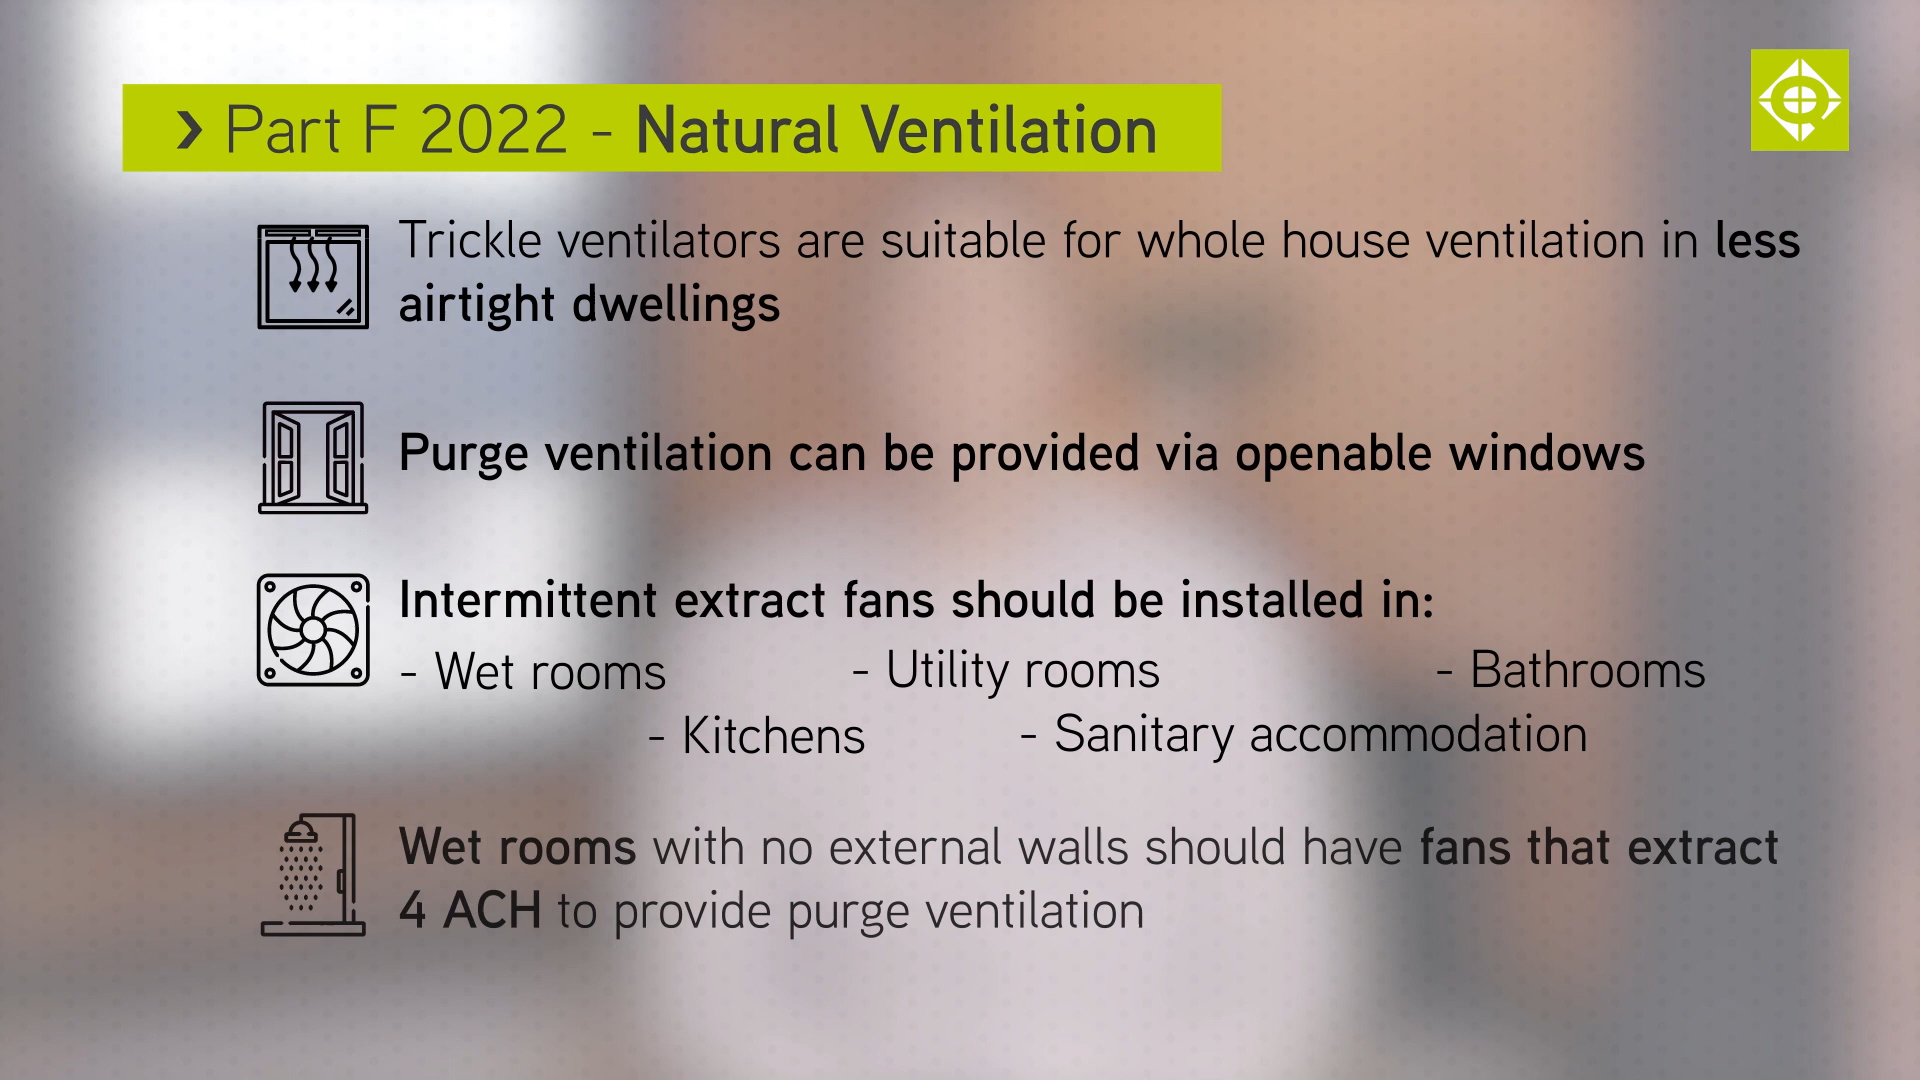 › Part F 2022 - Natural Ventilation
Trickle ventilators are suitable for whole house ventilation in less
airtight dwellings
Purge ventilation can be provided via openable windows
Intermittent extract fans should be installed in:
- Wet rooms - Utility rooms - Bathrooms
- Kitchens - Sanitary accommodation
Wet rooms with no external walls should have fans that extract
4 ACH to provide purge ventilation